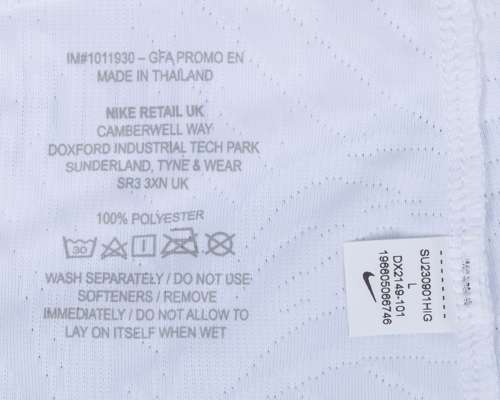 IM#1011930 – GFA PROMO EN
MADE IN THAILAND
NIKE RETAIL UK
CAMBERWELL WAY
DOXFORD INDUSTRIAL TECH PARK
SUNDERLAND, TYNE & WEAR
SR3 3XN UK
100% POLYESTER
30
WASH SEPARATELY / DO NOT USE
SOFTENERS / REMOVE
IMMEDIATELY / DO NOT ALLOW TO
LAY ON ITSELF WHEN WET
SU230901HIG
L
DX2149-101
196605066746